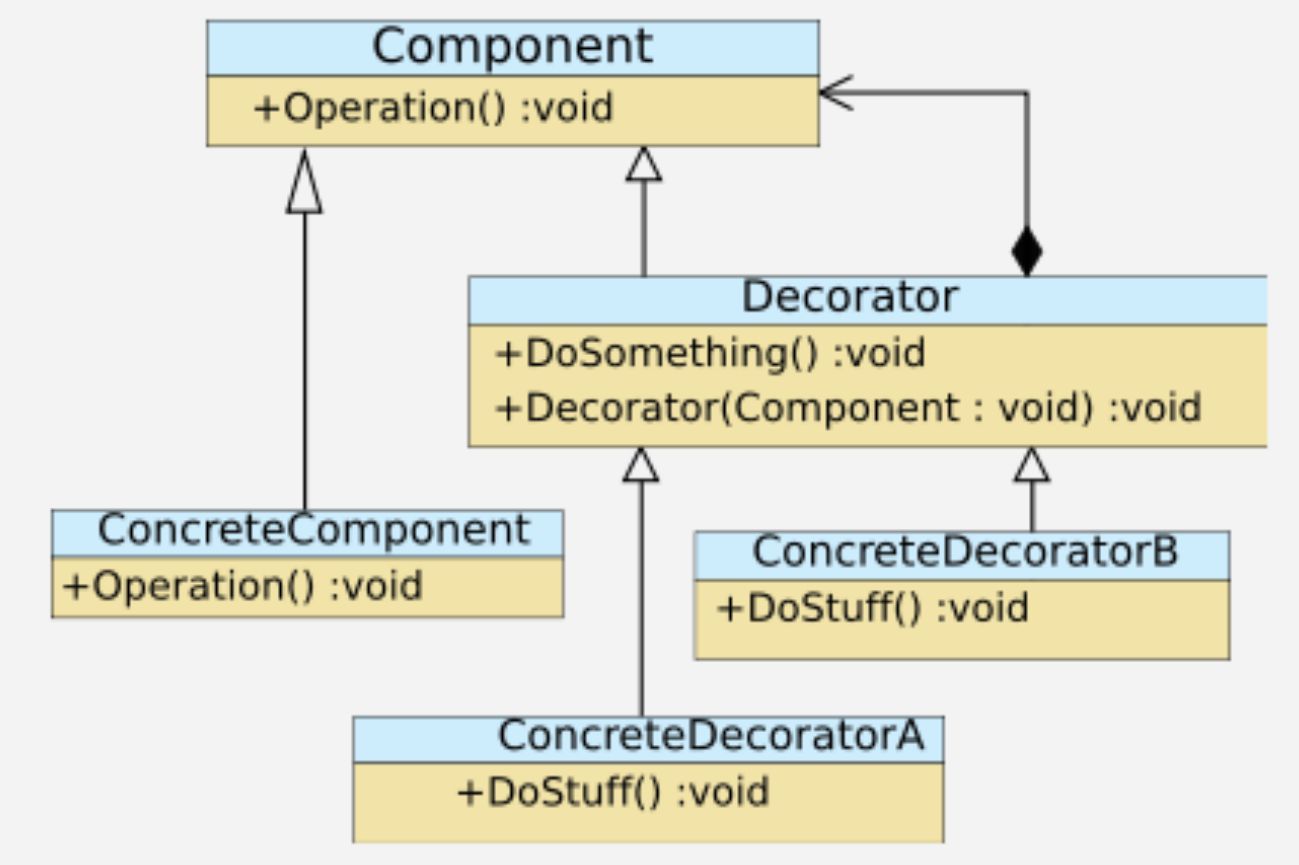 Component
+Operation() :void
Decorator
+DoSomething() :void
+Decorator(Component : void) :void
ConcreteComponent
+Operation() :void
ConcreteDecoratorB
+DoStuff() :void
ConcreteDecoratorA
+DoStuff() :void